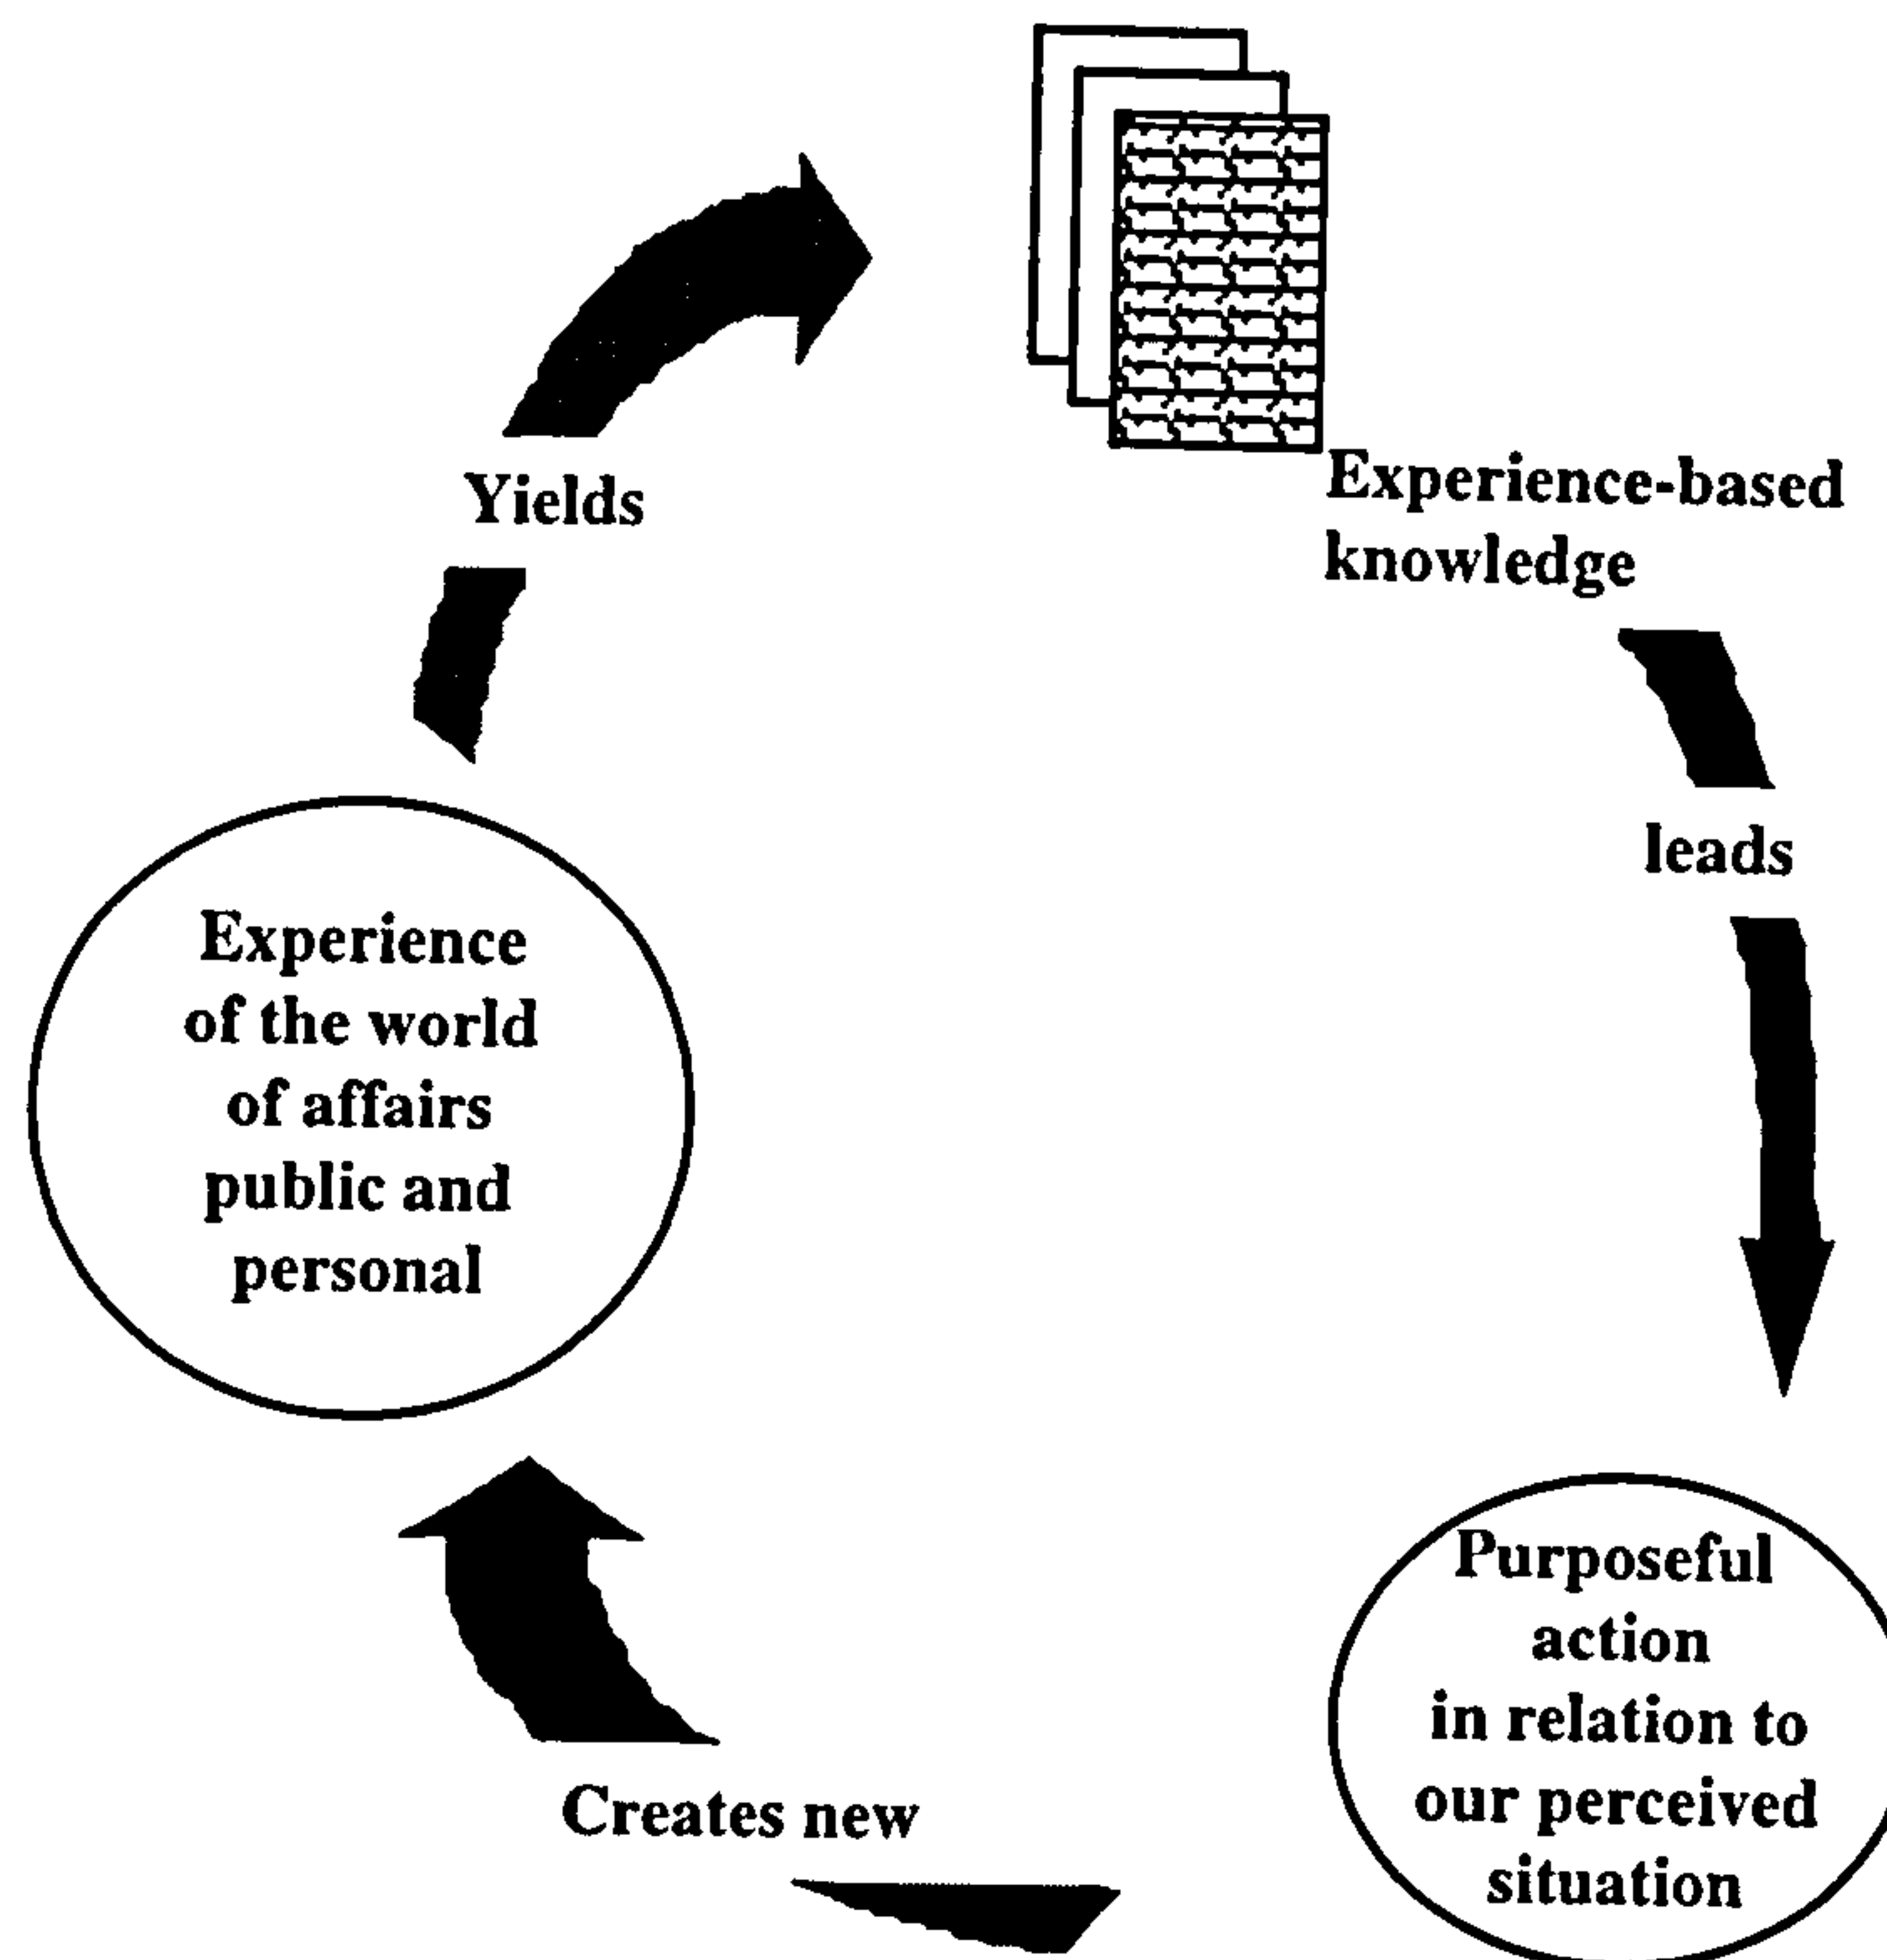 Yields
Experience-based
knowledge
leads
Experience
of the world
of affairs
public and
personal
Purposeful
action
in relation to
our perceived
situation
Creates new